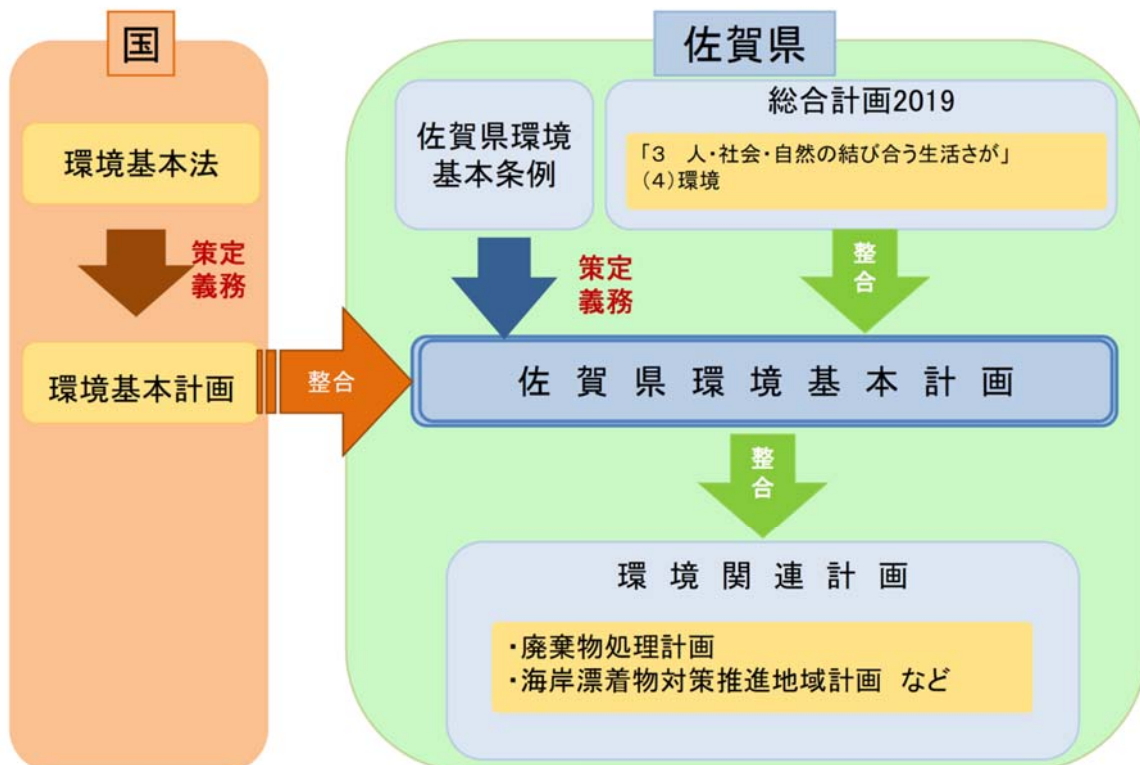 国
環境基本法
策定
義務
環境基本計画
整合
佐賀県
佐賀県環境
基本条例
総合計画2019
「3 人・社会・自然の結び合う生活さが」
(4)環境
策定
義務
整
合
佐賀県環境基本計画
整
合
環境関連計画
・廃棄物処理計画
・海岸漂着物対策推進地域計画 など